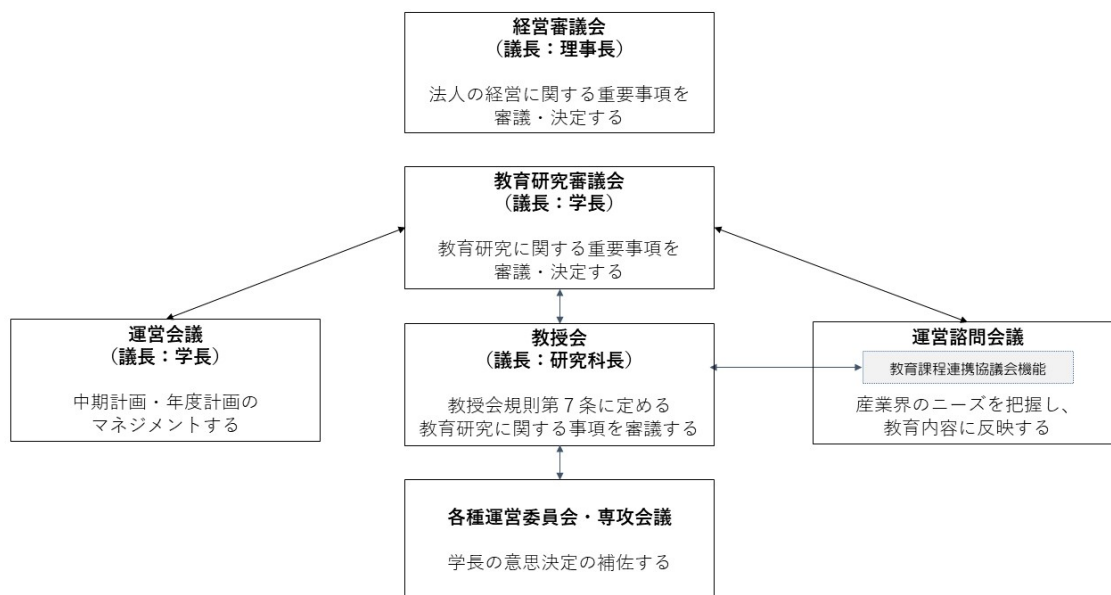 経営審議会
（議長：理事長）
法人の経営に関する重要事項を
審議・決定する
教育研究審議会
（議長：学長）
教育研究に関する重要事項を
審議・決定する
運営会議
（議長：学長）
中期計画・年度計画の
マネジメントする
教授会
（議長：研究科長）
教授会規則第７条に定める
教育研究に関する事項を審議する
運営諮問会議
教育課程連携協議会機能
産業界のニーズを把握し、
教育内容に反映する
各種運営委員会・専攻会議
学長の意思決定の補佐する